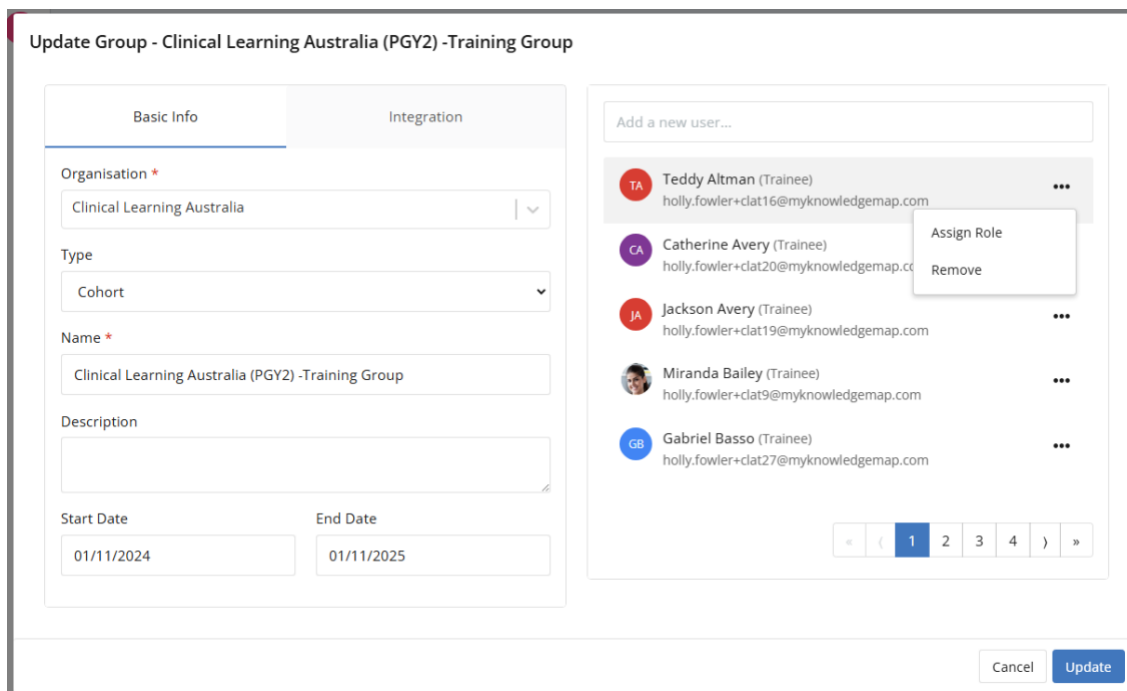 Update Group - Clinical Learning Australia (PGY2) -Training Group
Basic Info
Integration
Organisation *
Clinical Learning Australia
Type
Cohort
Name *
Clinical Learning Australia (PGY2) -Training Group
Description
Start Date
End Date
01/11/2024
01/11/2025
Add a new user...
TA
Teddy Altman (Trainee)
holly.fowler+clat16@myknowledgemap.com
Assign Role
Remove
CA
Catherine Avery (Trainee)
holly.fowler+clat20@myknowledgemap.co
JA
Jackson Avery (Trainee)
holly.fowler+clat19@myknowledgemap.com
Miranda Bailey (Trainee)
holly.fowler+clat9@myknowledgemap.com
GB
Gabriel Basso (Trainee)
holly.fowler+clat27@myknowledgemap.com
« ⟨ 1 2 3 4 ⟩ »
Cancel
Update